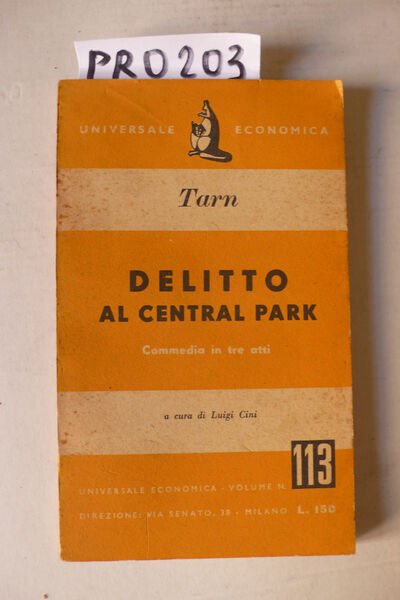 PRO203
UNIVERSALE ECONOMICA
Tarn
DELITTO
AL CENTRAL PARK
Commedia in tre atti
a cura di Luigi Cini
113
UNIVERSALE ECONOMICA - VOLUME N.
DIREZIONE: VIA SENATO, 38 - MILANO L. 150